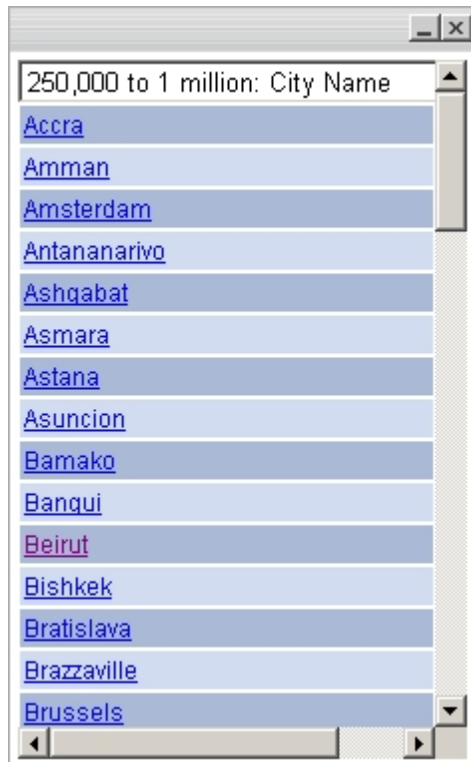 250,000 to 1 million: City Name
Accra
Amman
Amsterdam
Antananarivo
Ashgabat
Asmara
Astana
Asuncion
Bamako
Bangui
Beirut
Bishkek
Bratislava
Brazzaville
Brussels